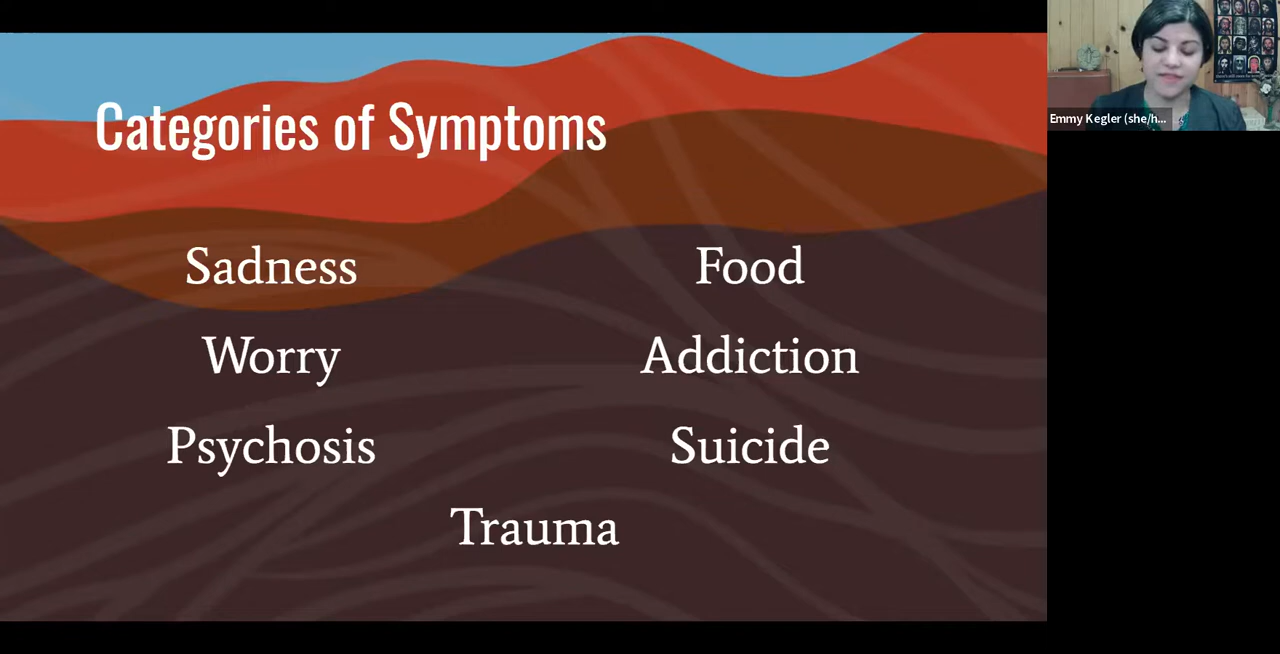 Categories of Symptoms
Sadness
Food
Worry
Addiction
Psychosis
Suicide
Trauma
Emmy Kegler (she/h...